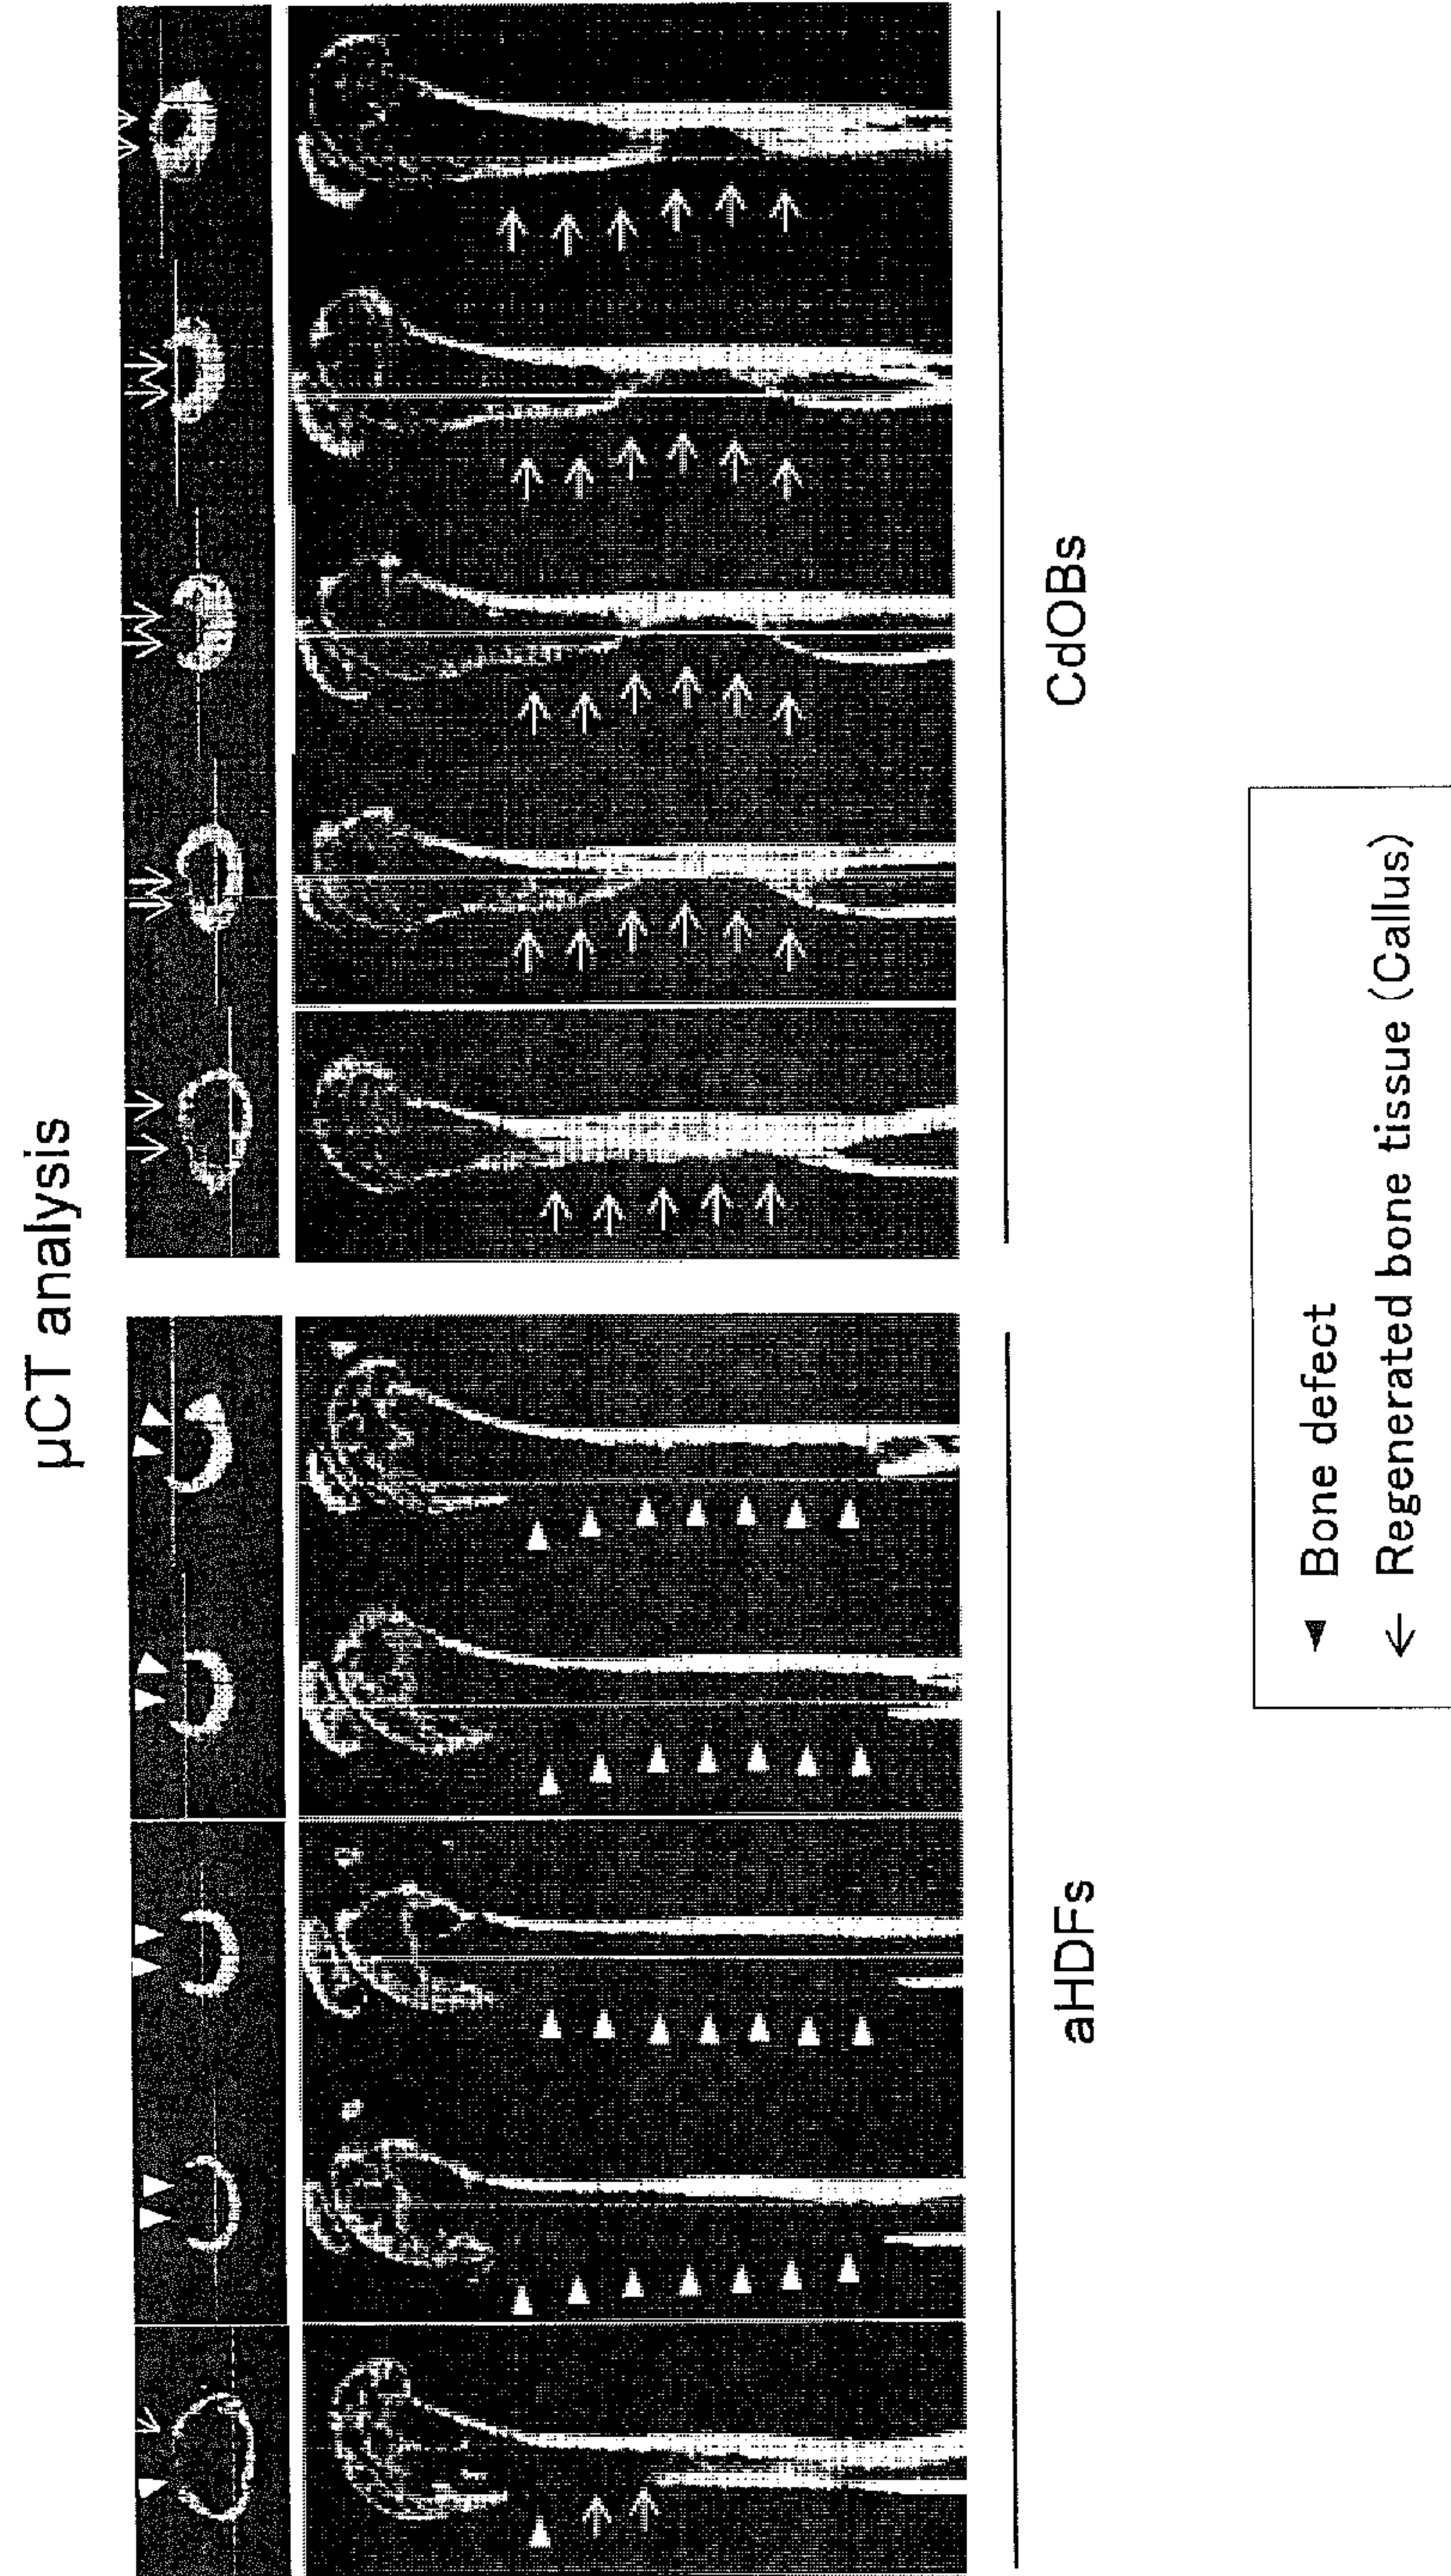 μCT analysis
aHDFs
CdOBs
▲ Bone defect
← Regenerated bone tissue (Callus)